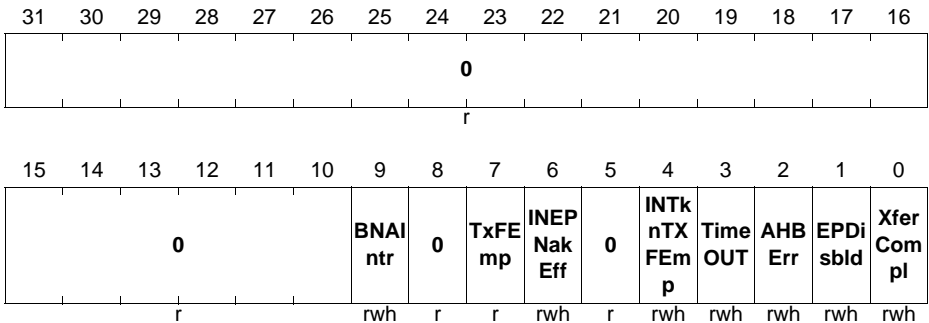 31 30 29 28 27 26 25 24 23 22 21 20 19 18 17 16
0
r
15 14 13 12 11 10 9 8 7 6 5 4 3 2 1 0
0
BNAI
ntr
0
TxFE
mp
INEP
Nak
Eff
0
INTk
nTX
FEm
p
Time
OUT
AHB
Err
EPDi
sbld
Xfer
Com
pl
r rwh r r rwh r rwh rwh rwh rwh rwh